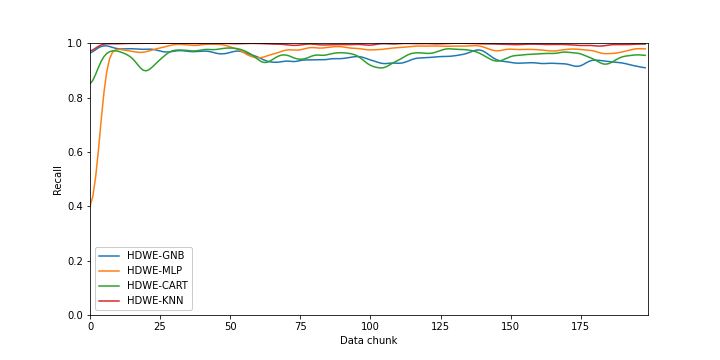 1.0
0.8
0.6
0.4
0.2
0.0
Recall
HDWE-GNB
HDWE-MLP
HDWE-CART
HDWE-KNN
0 25 50 75 100 125 150 175
Data chunk